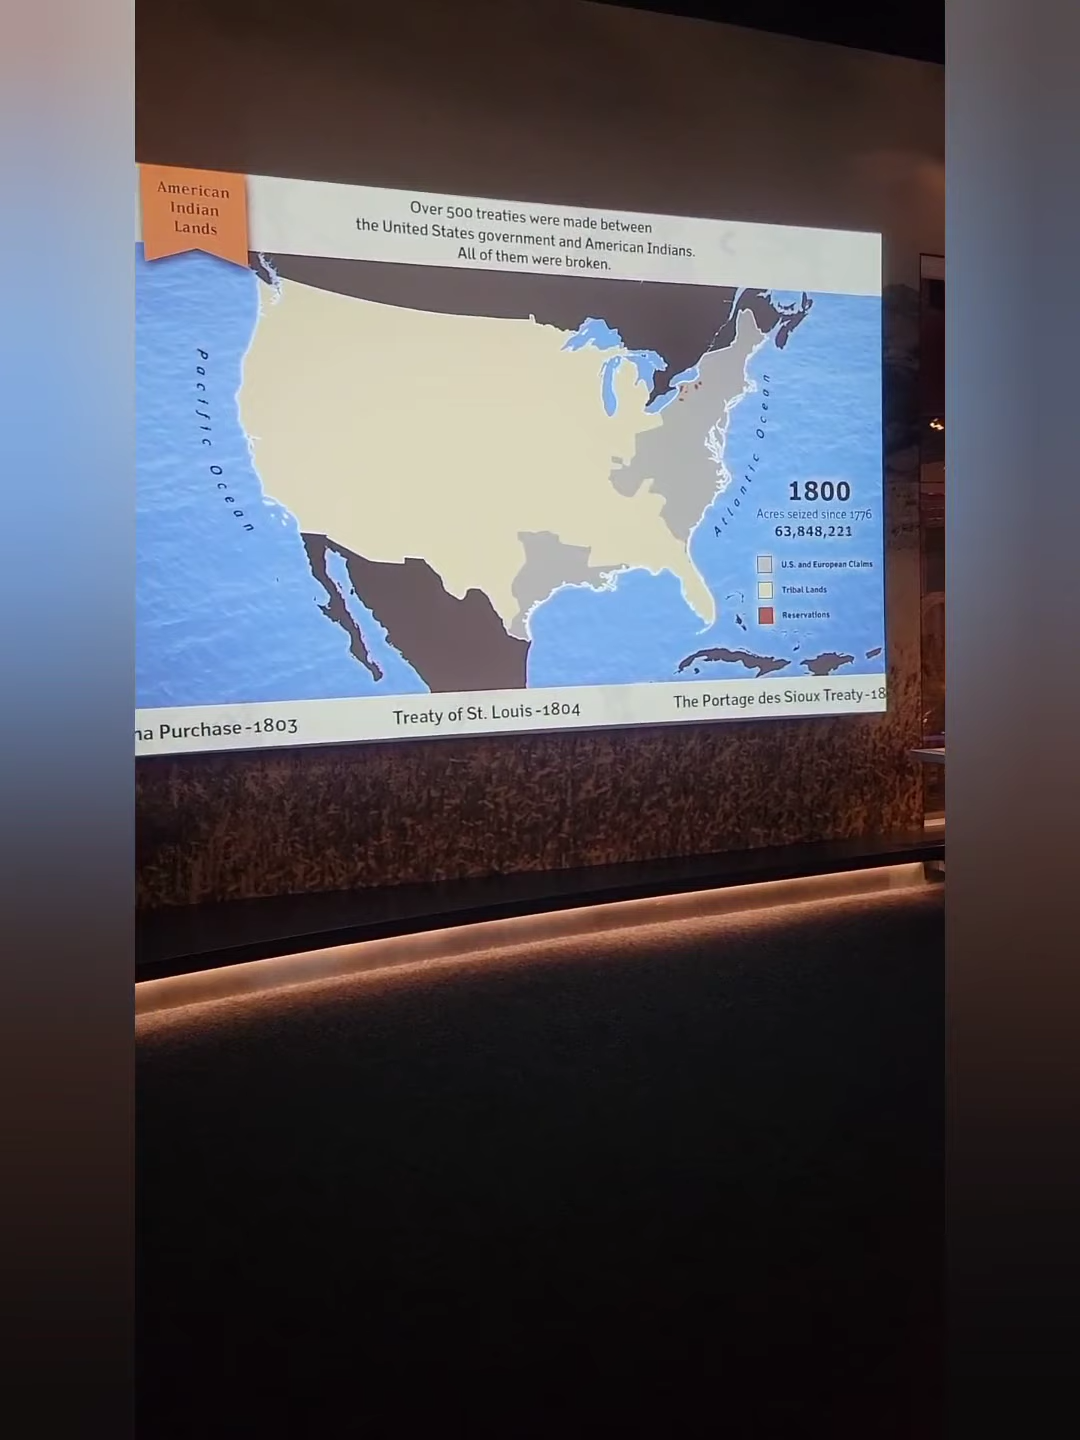 American
Indian
Lands
Over 500 treaties were made between
the United States government and American Indians.
All of them were broken.
Pacific Ocean
Atlantic Ocean
1800
Acres seized since 1776
63,848,221
U.S. and European Claims
Tribal Lands
Reservations
na Purchase-1803
Treaty of St. Louis-1804
The Portage des Sioux Treaty-18